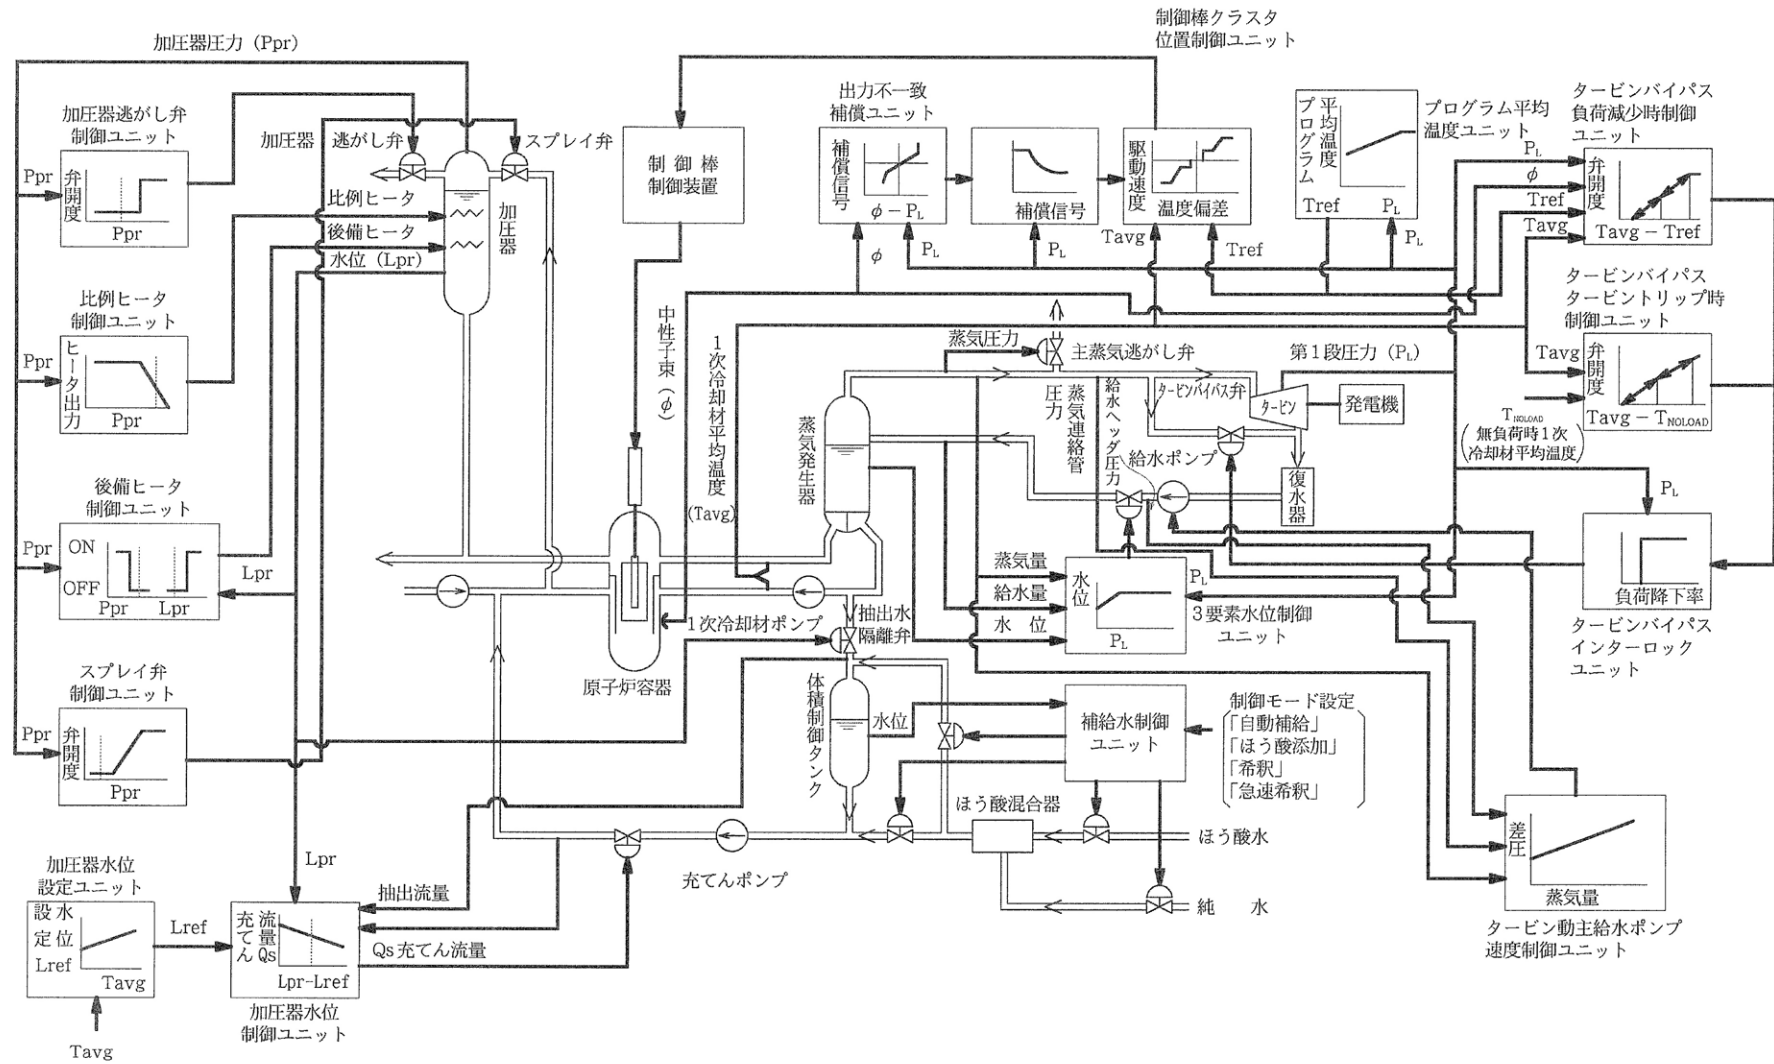 制御棒クラスタ
位置制御ユニット
加圧器圧力 (Ppr)
加圧器逃がし弁
制御ユニット
Ppr
弁開度
Ppr
加圧器
逃がし弁
スプレイ弁
比例ヒータ
後備ヒータ
水位 (Lpr)
加圧器
制御棒
制御装置
出力不一致
補償ユニット
補償信号
φ－PL
補償信号
駆動速度
温度偏差
Tavg
Tref
φ
PL
PL
平均温度
プログラム
Tref
PL
PL
プログラム平均
温度ユニット
タービンバイパス
負荷減少時制御
ユニット
PL
φ
Tref
Tavg
弁開度
Tavg－Tref
タービンバイパス
タービントリップ時
制御ユニット
Tavg
弁開度
Tavg－TNOLOAD
TNOLOAD
(無負荷時1次
冷却材平均温度)
比例ヒータ
制御ユニット
Ppr
ヒータ出力
Ppr
中性子束(φ)
1次冷却材平均温度
(Tavg)
蒸気圧力
主蒸気逃がし弁
第1段圧力 (PL)
蒸気発生器
蒸気連絡管
圧力
給水ヘッダ圧力
タービンバイパス弁
タービン
発電機
給水ポンプ
復水器
PL
負荷降下率
タービンバイパス
インターロック
ユニット
後備ヒータ
制御ユニット
Ppr
ON
OFF
Ppr
Lpr
Lpr
蒸気量
給水量
水 位
水位
PL
PL
3要素水位制御
ユニット
1次冷却材ポンプ
抽出水
隔離弁
原子炉容器
スプレイ弁
制御ユニット
Ppr
弁開度
Ppr
体積制御タンク
水位
補給水制御
ユニット
制御モード設定
「自動補給」
「ほう酸添加」
「希釈」
「急速希釈」
ほう酸混合器
ほう酸水
純 水
充てんポンプ
差圧
蒸気量
タービン動主給水ポンプ
速度制御ユニット
加圧器水位
設定ユニット
設水
定位
Lref
Tavg
Tavg
Lref
Lpr
抽出流量
Qs充てん流量
充てん
流量Qs
Lpr-Lref
加圧器水位
制御ユニット